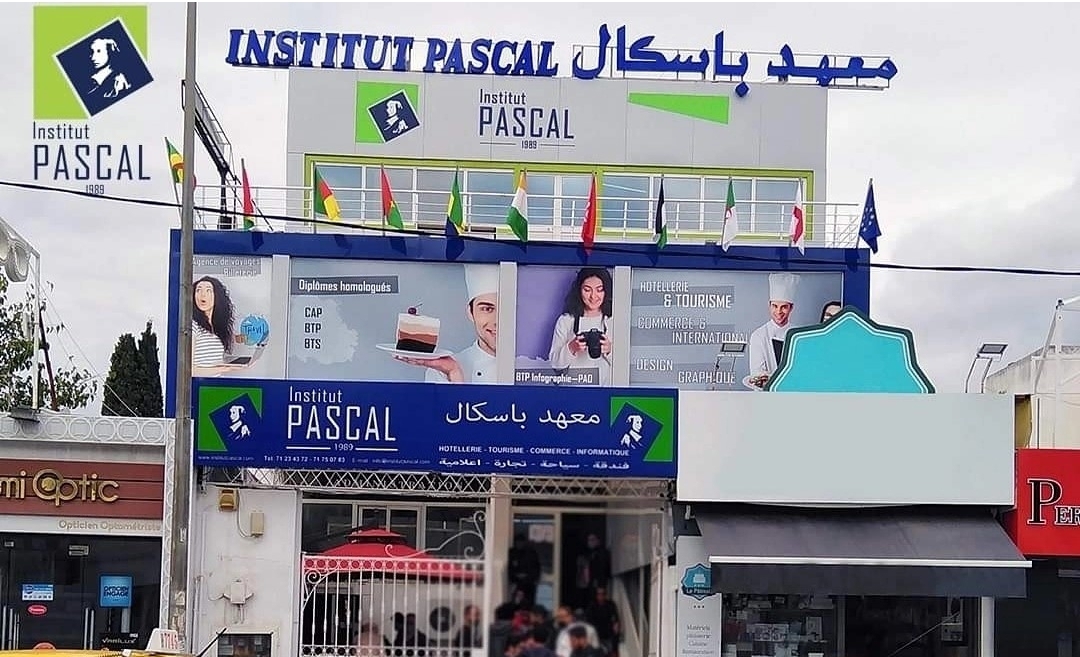 INSTITUT PASCAL معهد باسكال
Institut
PASCAL
1989
Institut
PASCAL
1989
Agence de voyages
Billeterie
TRAVEL
Diplômes homologués
CAP
BTP
BTS
BTP Infographie-PAO
HOTELLERIE
& TOURISME
COMMERCE &
INTERNATIONAL
DESIGN
GRAPHIQUE
Institut
PASCAL
1989
معهد باسكال
HOTELLERIE - TOURISME - COMMERCE - INFORMATIQUE
فندقة - سياحة - تجارة - اعلامية
Optic
Opticien Optométriste
PER